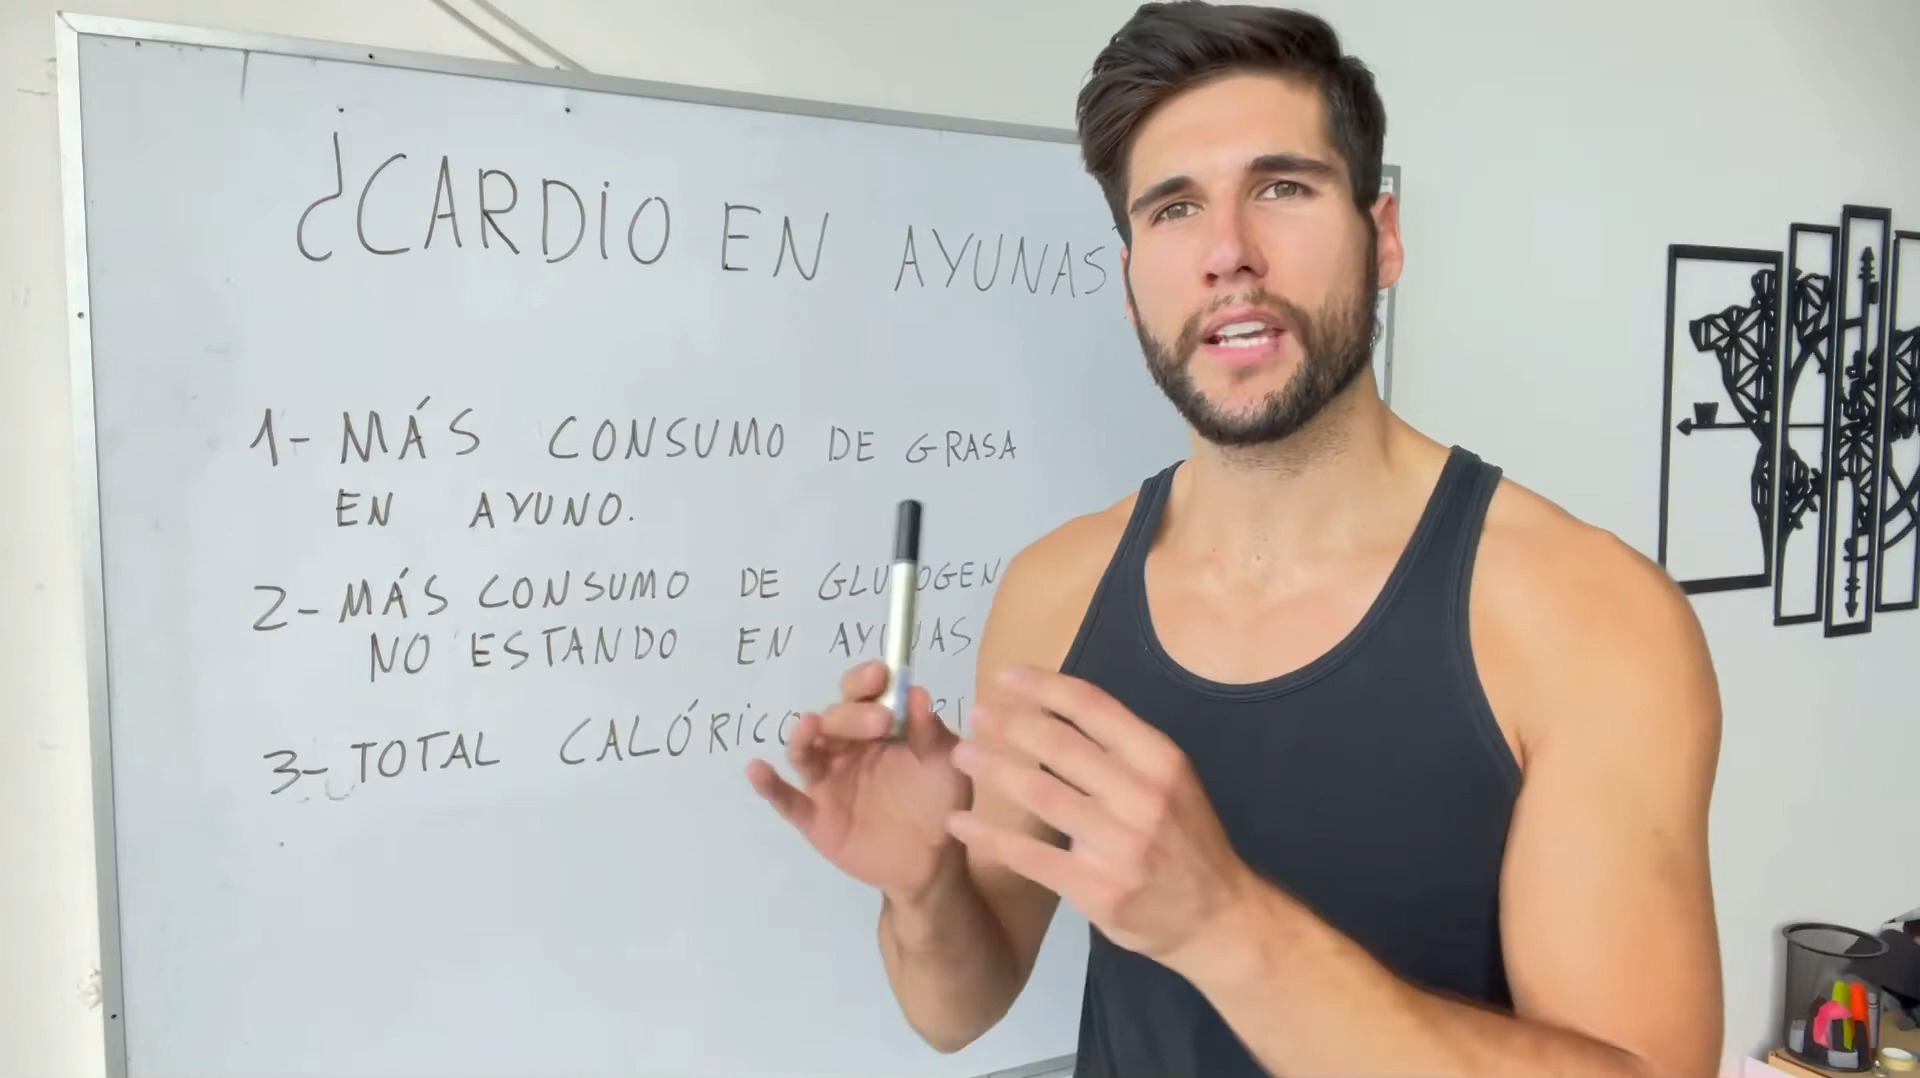 ¿CARDIO EN AYUNAS
1- MÁS CONSUMO DE GRASA
EN AYUNO.
2- MÁS CONSUMO DE
NO ESTANDO EN
3- TOTAL CALÓRICO